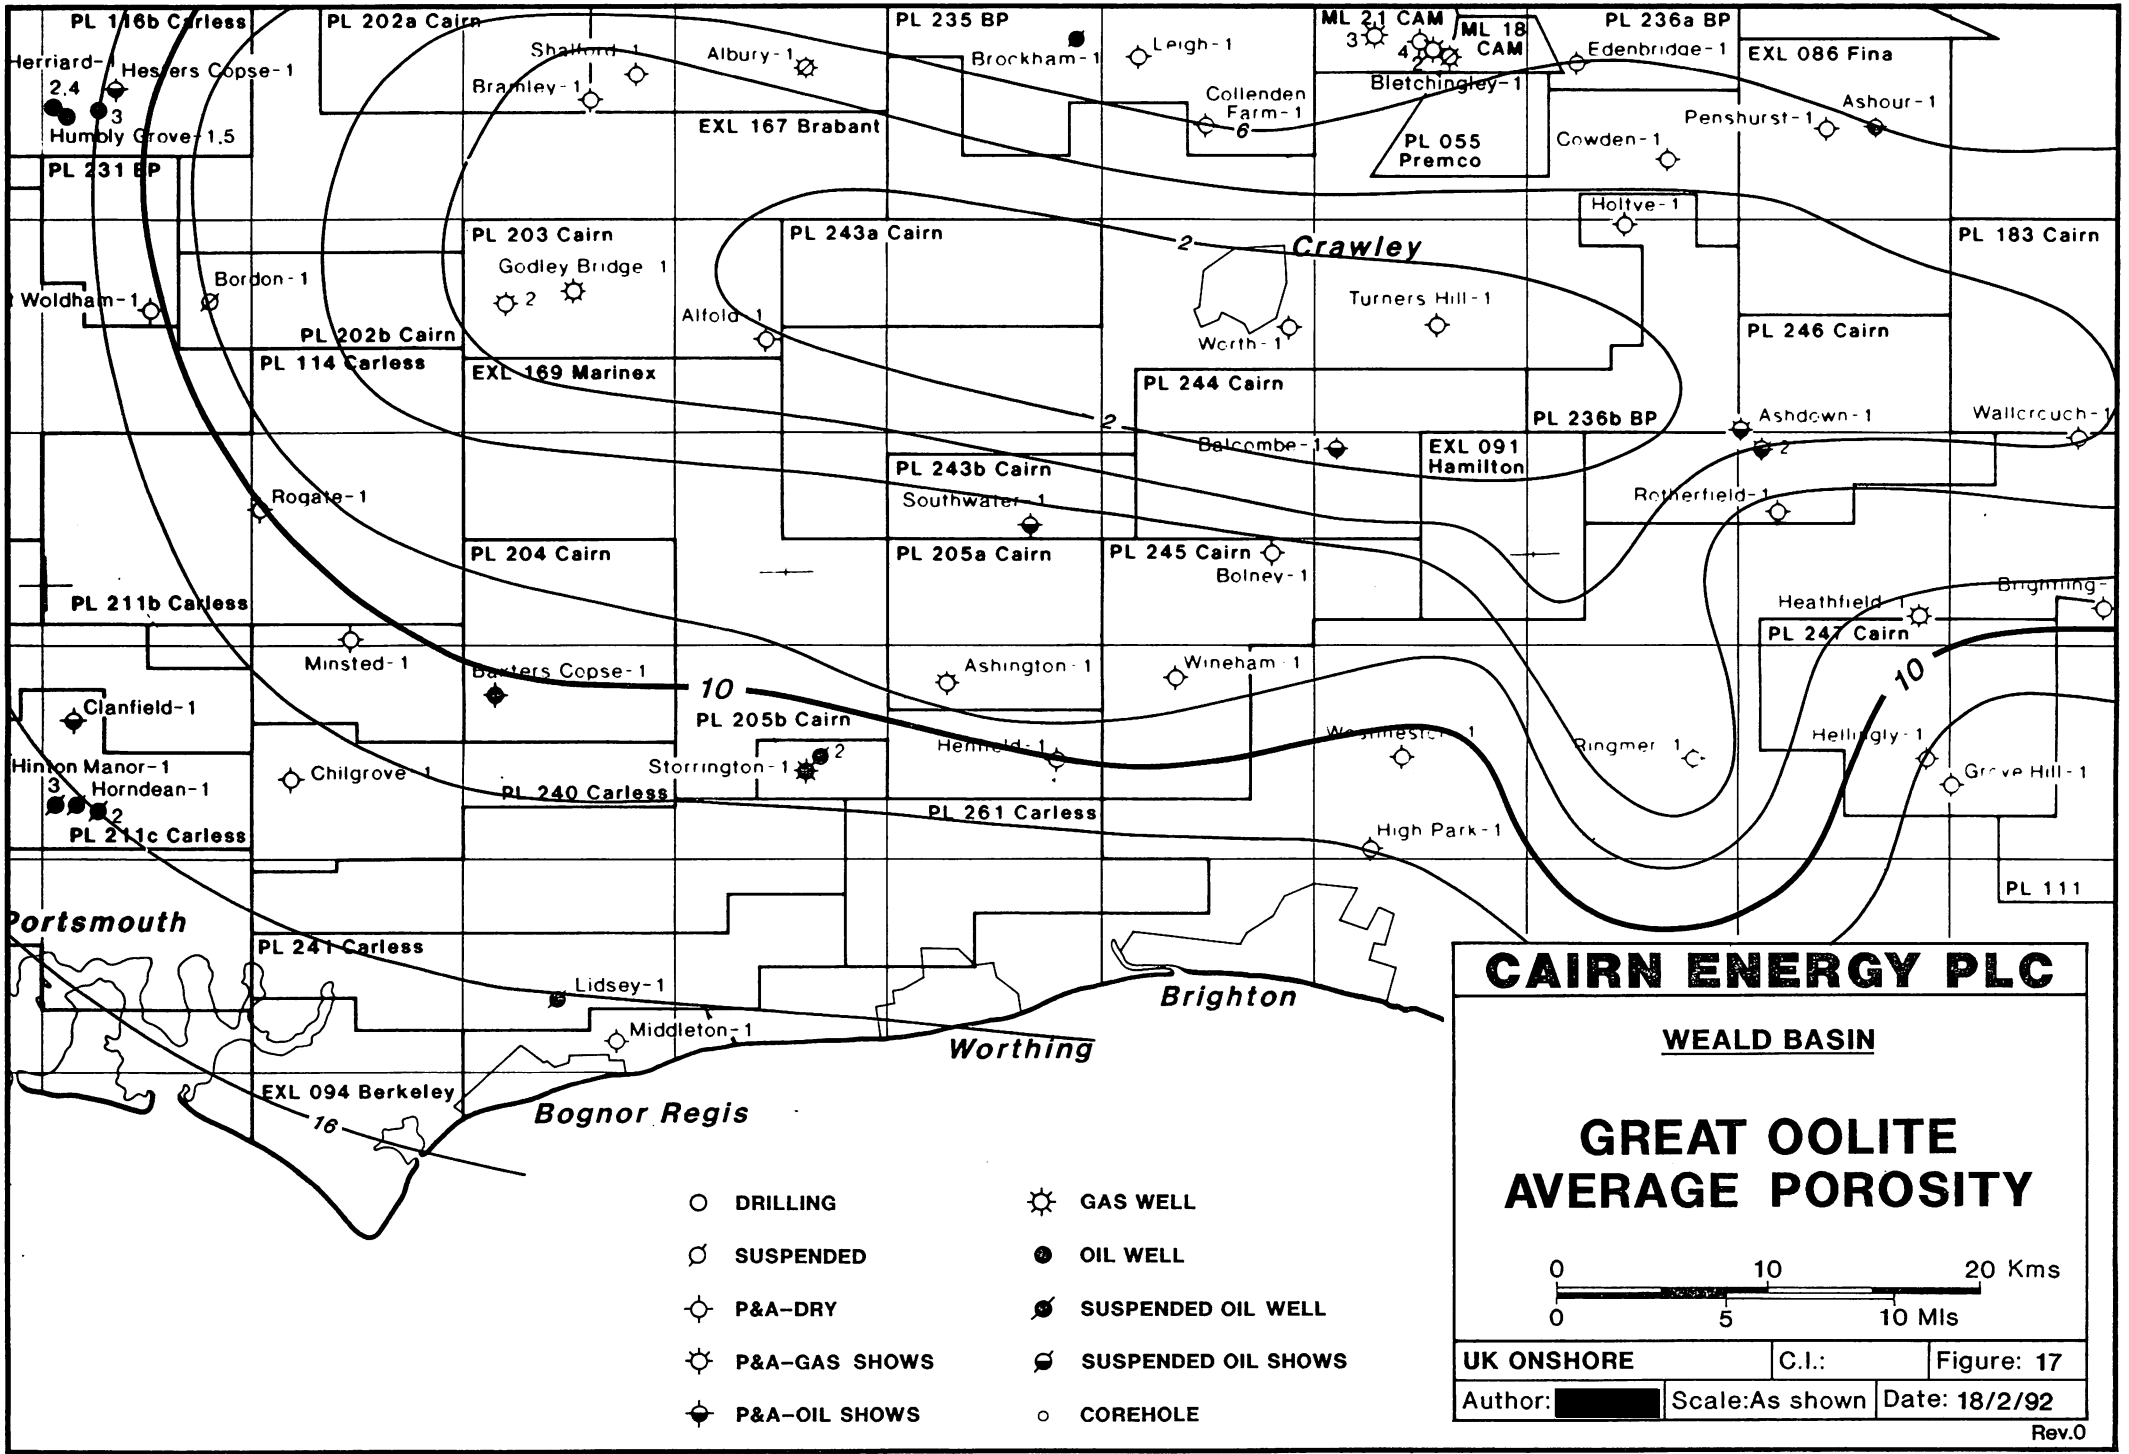 PL 116b Carless
PL 202a Cairn
PL 235 BP
ML 21 CAM
ML 18
CAM
PL 236a BP
EXL 086 Fina
Herriard-1
Hesters Copse-1
2,4
3
Humbly Grove-1,5
Shalford-1
Bramley-1
Albury-1
Brockham-1
Leigh-1
3
4
2
Bletchingley-1
Edenbridge-1
Collenden
Farm-1
6
EXL 167 Brabant
PL 055
Premco
Cowden-1
Penshurst-1
Ashour-1
PL 231 BP
Holtye-1
PL 203 Cairn
PL 243a Cairn
PL 183 Cairn
2
Crawley
Godley Bridge 1
2
Bordon-1
Woldham-1
Alfold-1
Turners Hill-1
Worth-1
PL 202b Cairn
PL 246 Cairn
PL 114 Carless
EXL 169 Marinex
PL 244 Cairn
2
PL 236b BP
Ashdown-1
2
Wallcrouch-1
Balcombe-1
EXL 091
Hamilton
PL 243b Cairn
Southwater-1
Rogate-1
Rotherfield-1
PL 204 Cairn
PL 205a Cairn
PL 245 Cairn
Bolney-1
PL 211b Carless
Heathfield-1
Brightling-
PL 247 Cairn
Minsted-1
Baxters Copse-1
Ashington-1
Wineham-1
10
10
Clanfield-1
PL 205b Cairn
Henfield-1
Westmeston-1
Ringmer 1
Hellingly-1
Grove Hill-1
Hinton Manor-1
3
Horndean-1
2
Chilgrove-1
Storrington-1
2
PL 240 Carless
PL 261 Carless
High Park-1
PL 211c Carless
PL 111
Portsmouth
PL 241 Carless
Lidsey-1
Middleton-1
Brighton
Worthing
EXL 094 Berkeley
16
Bognor Regis
DRILLING
SUSPENDED
P&A-DRY
P&A-GAS SHOWS
P&A-OIL SHOWS
GAS WELL
OIL WELL
SUSPENDED OIL WELL
SUSPENDED OIL SHOWS
COREHOLE
CAIRN ENERGY PLC
WEALD BASIN
GREAT OOLITE
AVERAGE POROSITY
0 10 20 Kms
0 5 10 Mls
UK ONSHORE
C.I.:
Figure: 17
Author:
Scale:As shown
Date: 18/2/92
Rev.0